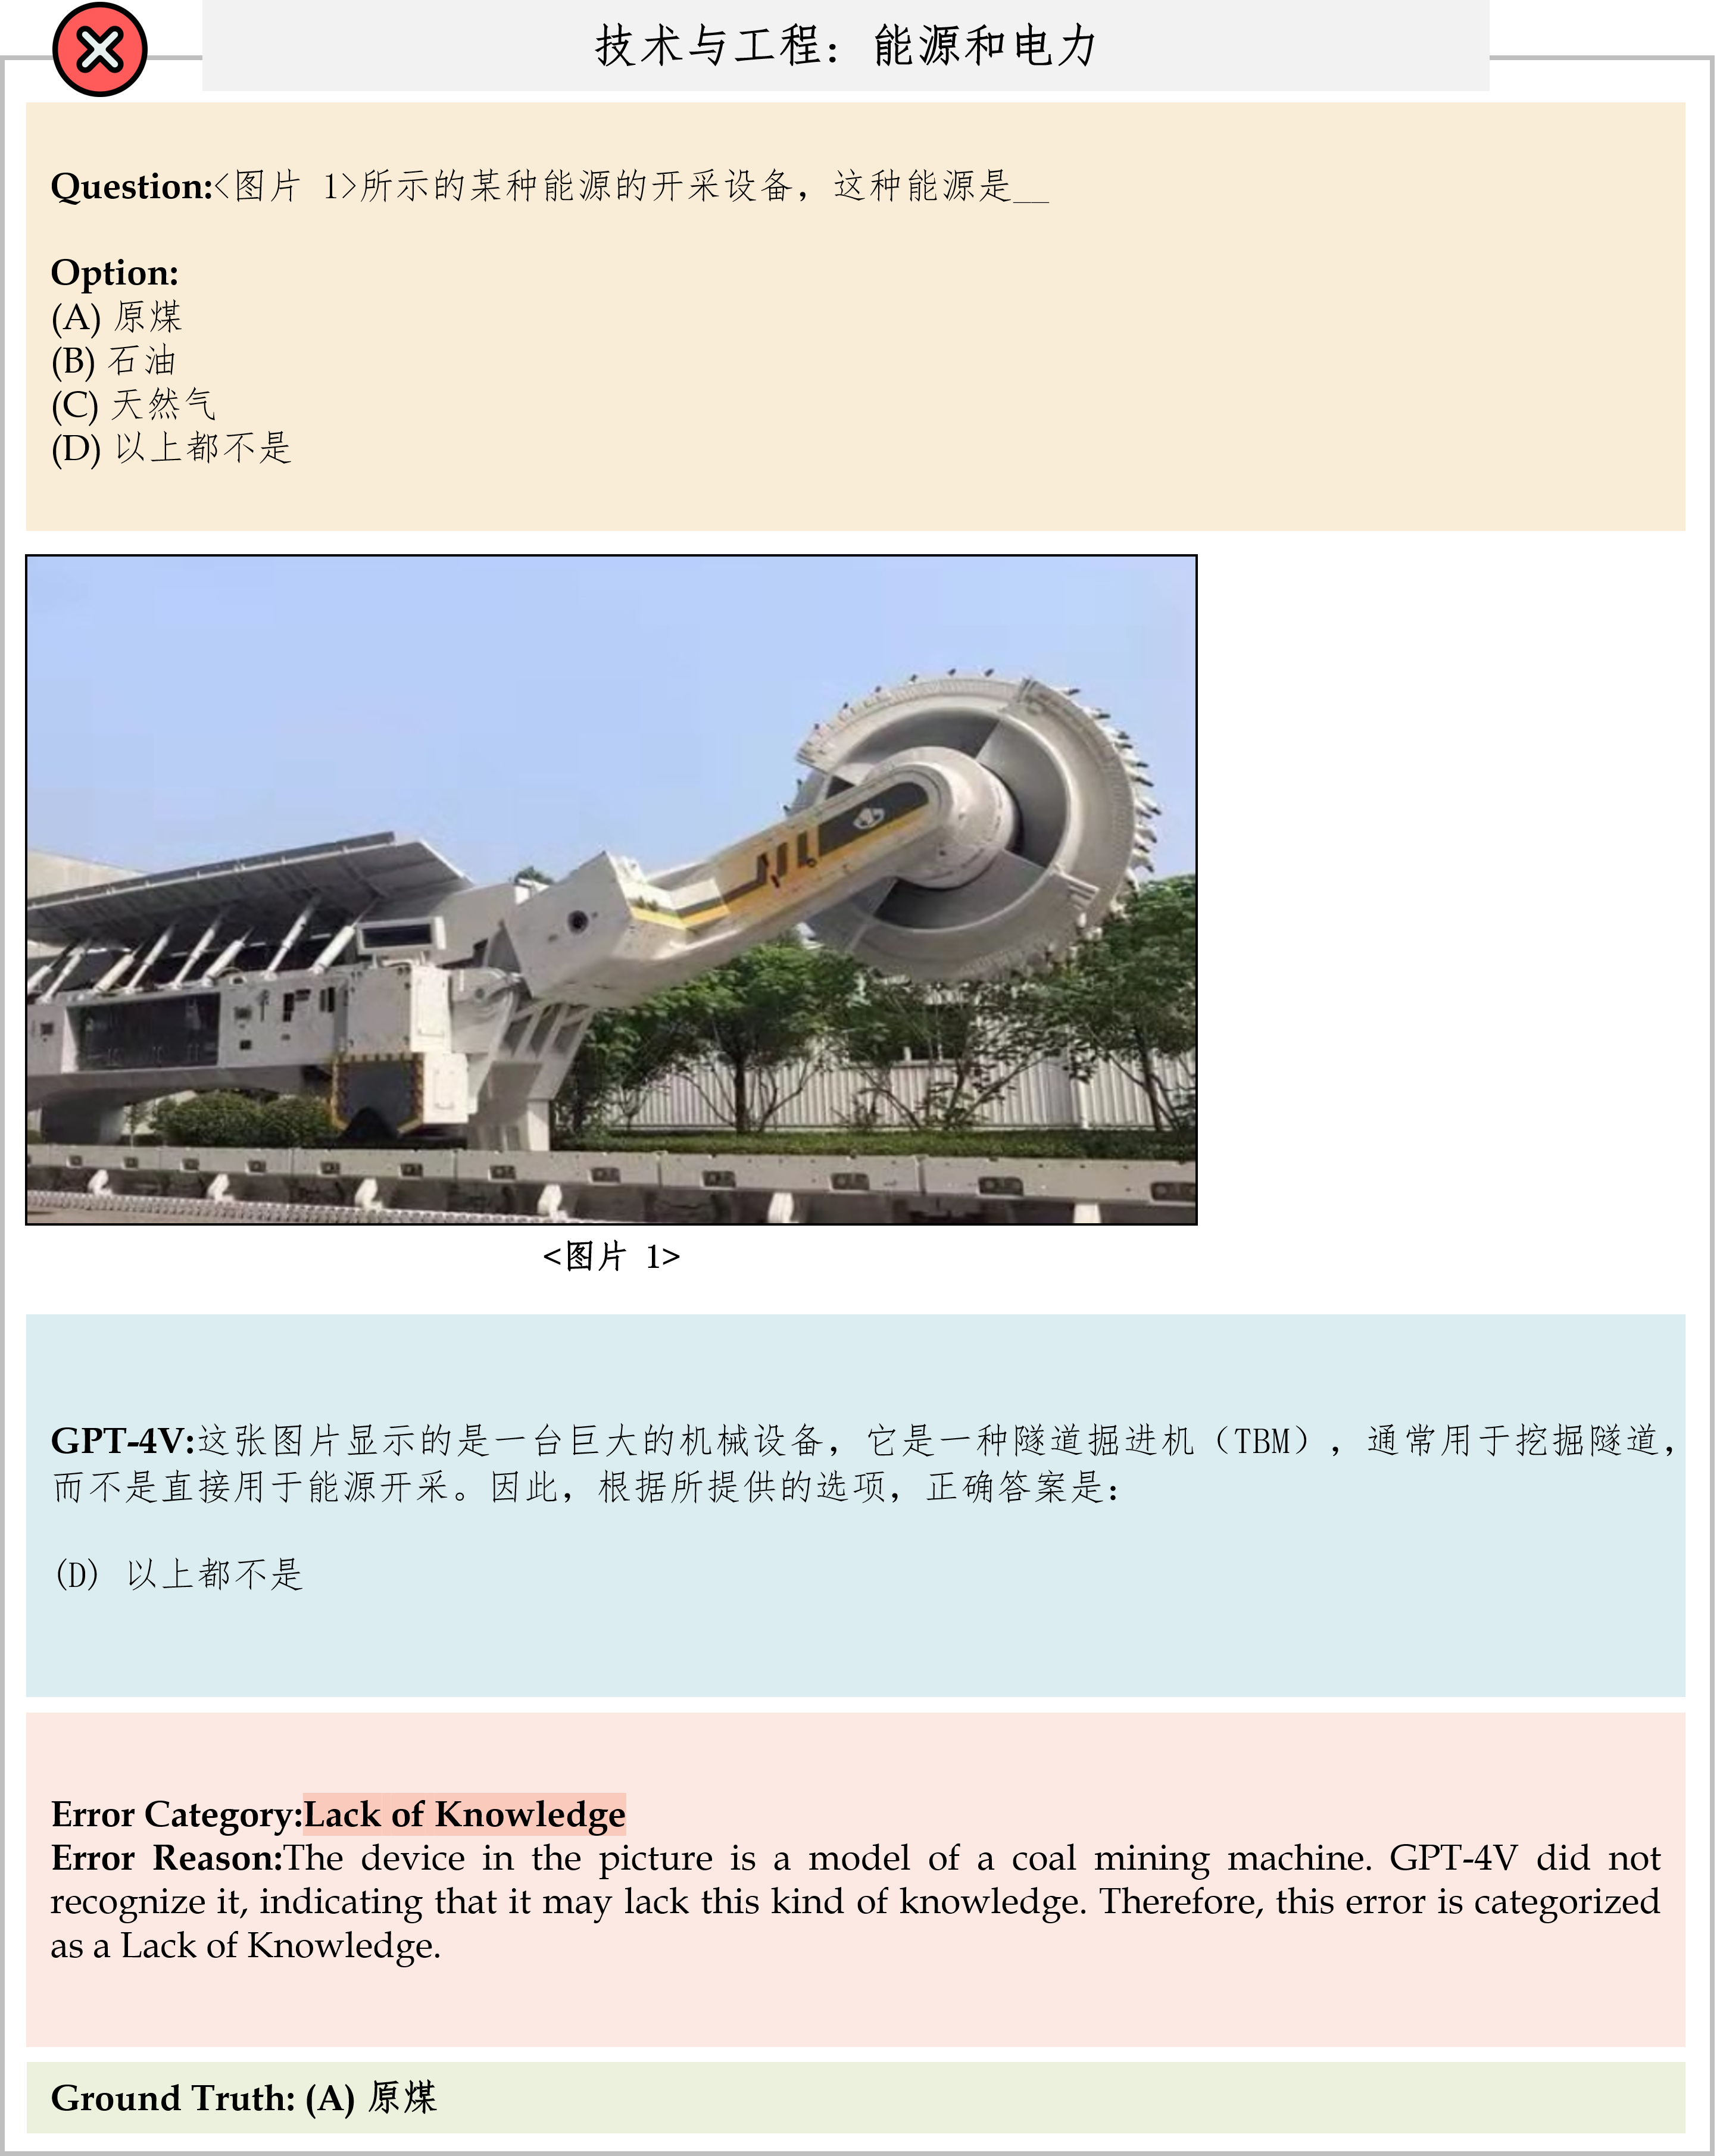 技术与工程：能源和电力
Question:<图片 1>所示的某种能源的开采设备，这种能源是__
Option:
(A) 原煤
(B) 石油
(C) 天然气
(D) 以上都不是
<图片 1>
GPT-4V:这张图片显示的是一台巨大的机械设备，它是一种隧道掘进机（TBM），通常用于挖掘隧道，
而不是直接用于能源开采。因此，根据所提供的选项，正确答案是：
(D) 以上都不是
Error Category:Lack of Knowledge
Error Reason:The device in the picture is a model of a coal mining machine. GPT-4V did not
recognize it, indicating that it may lack this kind of knowledge. Therefore, this error is categorized
as a Lack of Knowledge.
Ground Truth: (A) 原煤